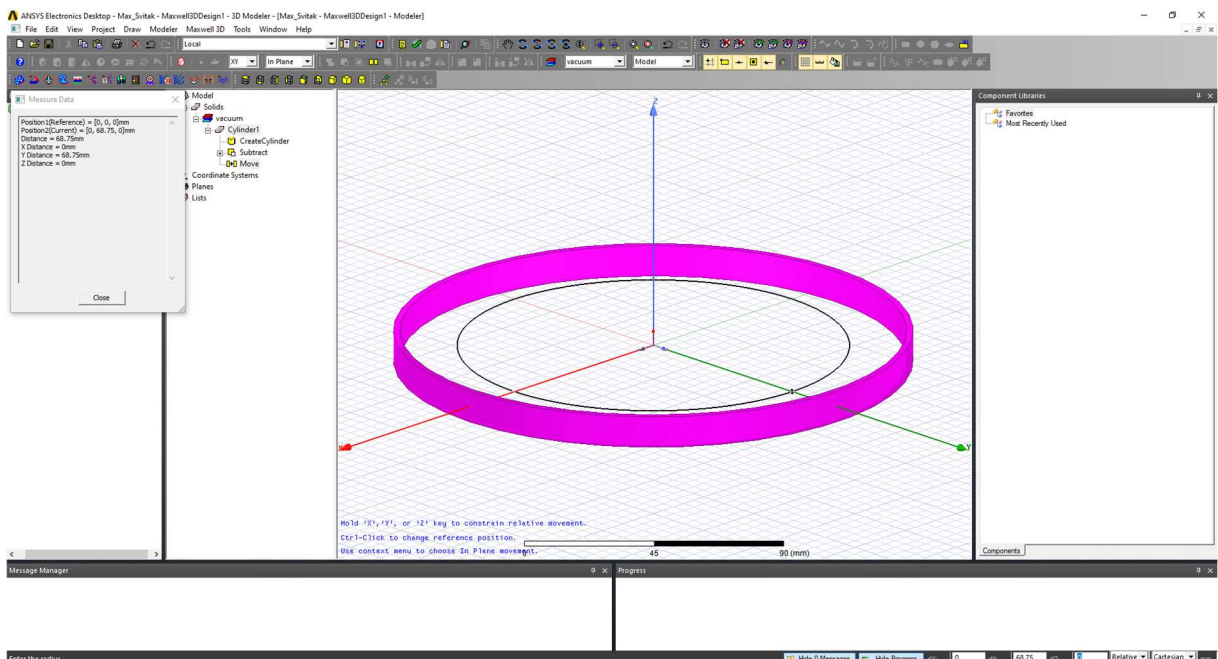 ANSYS Electronics Desktop - Max_Svitak - Maxwell3DDesign1 - 3D Modeler - [Max_Svitak - Maxwell3DDesign1 - Modeler]
File Edit View Project Draw Modeler Maxwell 3D Tools Window Help
Local
XY In Plane vacuum Model
Measure Data
Position1(Reference) = [0, 0, 0]mm
Position2(Current) = [0, 68.75, 0]mm
Distance = 68.75mm
X Distance = 0mm
Y Distance = 68.75mm
Z Distance = 0mm
Close
Model
Solids
vacuum
Cylinder1
CreateCylinder
Subtract
Move
Coordinate Systems
Planes
Lists
Z
X
Y
Hold 'X','Y', or 'Z' key to constrain relative movement.
Ctrl-Click to change reference position.
Use context menu to choose In Plane movement.
0 45 90 (mm)
Component Libraries
Favorites
Most Recently Used
Components
Message Manager
Progress
Enter the radius
Hide 0 Messages Hide Progress 0 68.75 0 Relative Cartesian